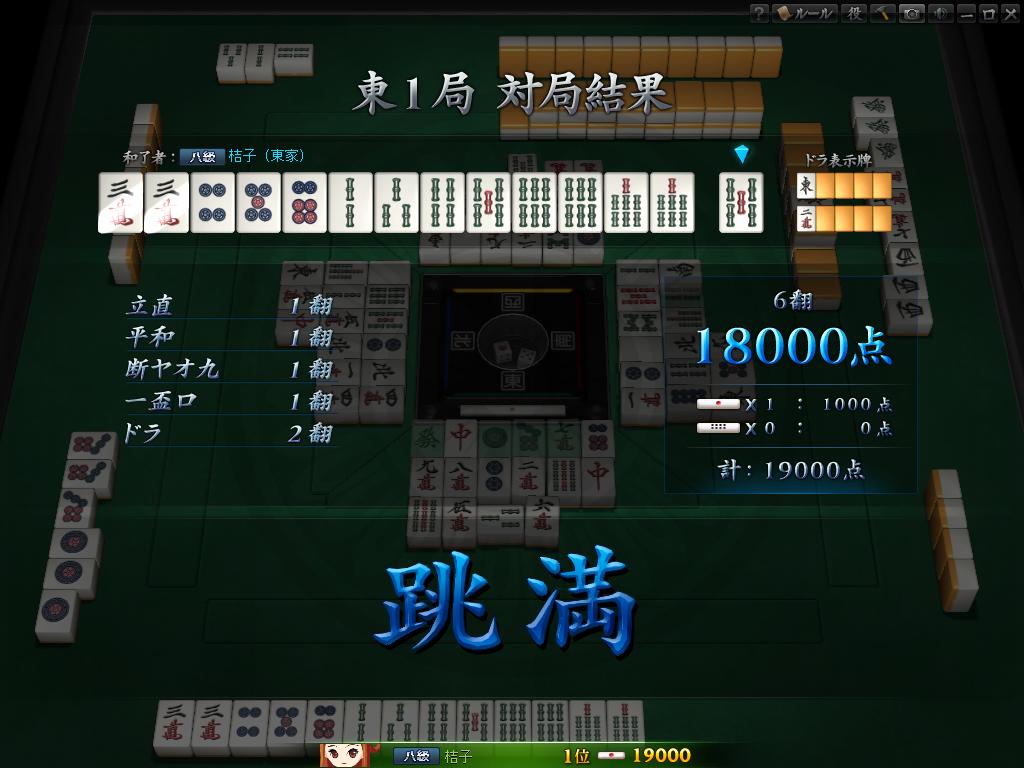 ? ルール 役
東1局 対局結果
和了者： 八級 桔子（東家）
ドラ表示牌
立直 1翻
平和 1翻
断ヤオ九 1翻
一盃口 1翻
ドラ 2翻
6翻
18000点
X 1 ： 1000点
X 0 ： 0点
計：19000点
跳満
八級 桔子 1位 19000